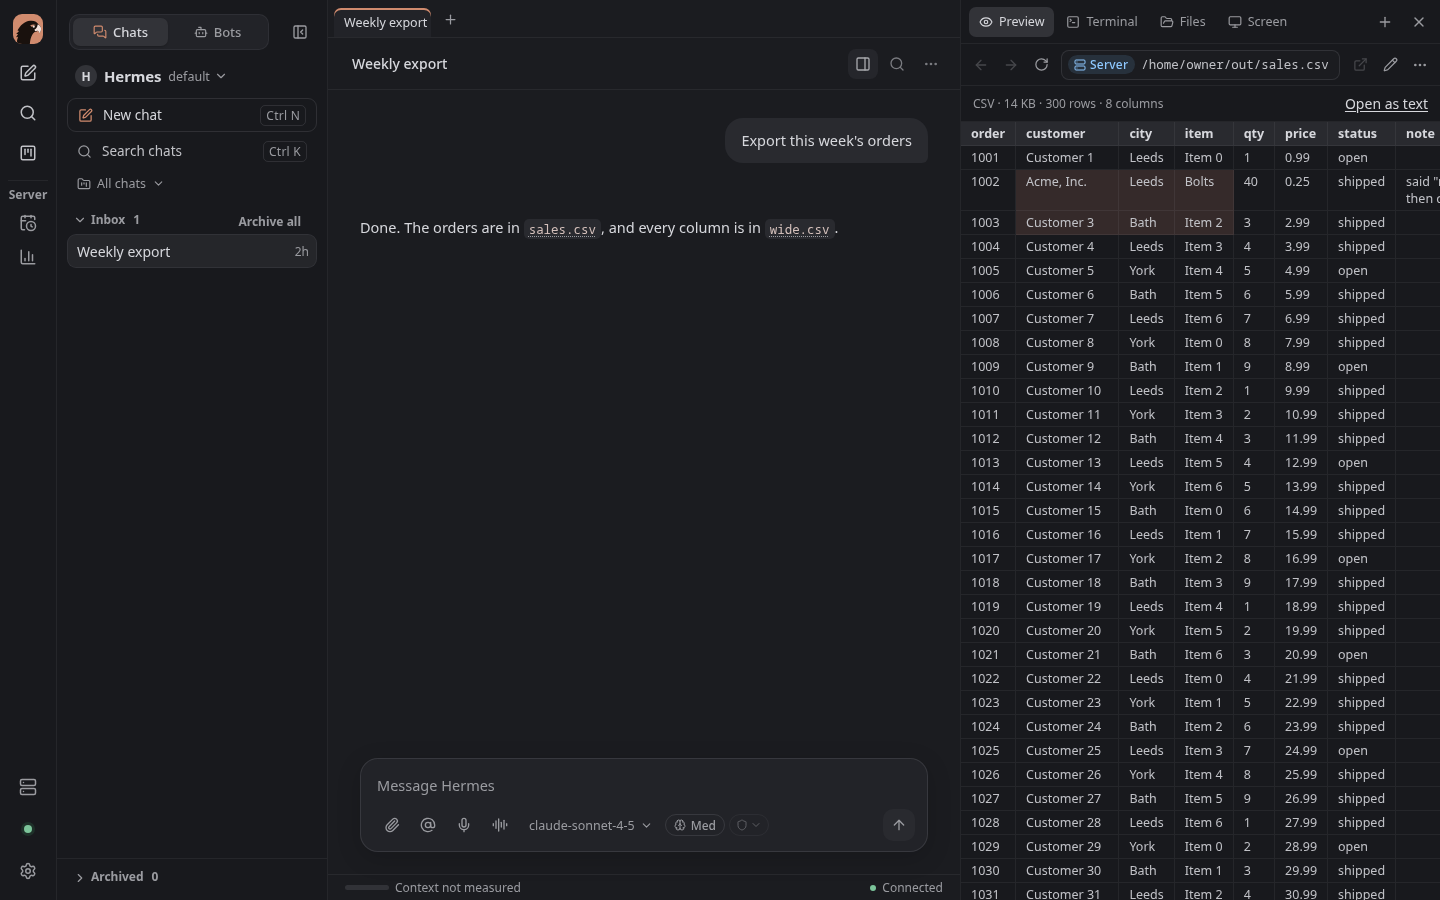 Chats
Bots
H Hermes default
New chat Ctrl N
Search chats Ctrl K
All chats
Server
Inbox 1 Archive all
Weekly export 2h
Archived 0
Weekly export
Weekly export
Export this week's orders
Done. The orders are in sales.csv, and every column is in wide.csv.
Message Hermes
claude-sonnet-4-5 Med
Context not measured Connected
Preview Terminal Files Screen
Server /home/owner/out/sales.csv
CSV · 14 KB · 300 rows · 8 columns Open as text
order customer city item qty price status note
1001 Customer 1 Leeds Item 0 1 0.99 open
1002 Acme, Inc. Leeds Bolts 40 0.25 shipped said
then
1003 Customer 3 Bath Item 2 3 2.99 shipped
1004 Customer 4 Leeds Item 3 4 3.99 shipped
1005 Customer 5 York Item 4 5 4.99 open
1006 Customer 6 Bath Item 5 6 5.99 shipped
1007 Customer 7 Leeds Item 6 7 6.99 shipped
1008 Customer 8 York Item 0 8 7.99 shipped
1009 Customer 9 Bath Item 1 9 8.99 open
1010 Customer 10 Leeds Item 2 1 9.99 shipped
1011 Customer 11 York Item 3 2 10.99 shipped
1012 Customer 12 Bath Item 4 3 11.99 shipped
1013 Customer 13 Leeds Item 5 4 12.99 open
1014 Customer 14 York Item 6 5 13.99 shipped
1015 Customer 15 Bath Item 0 6 14.99 shipped
1016 Customer 16 Leeds Item 1 7 15.99 shipped
1017 Customer 17 York Item 2 8 16.99 open
1018 Customer 18 Bath Item 3 9 17.99 shipped
1019 Customer 19 Leeds Item 4 1 18.99 shipped
1020 Customer 20 York Item 5 2 19.99 shipped
1021 Customer 21 Bath Item 6 3 20.99 open
1022 Customer 22 Leeds Item 0 4 21.99 shipped
1023 Customer 23 York Item 1 5 22.99 shipped
1024 Customer 24 Bath Item 2 6 23.99 shipped
1025 Customer 25 Leeds Item 3 7 24.99 open
1026 Customer 26 York Item 4 8 25.99 shipped
1027 Customer 27 Bath Item 5 9 26.99 shipped
1028 Customer 28 Leeds Item 6 1 27.99 shipped
1029 Customer 29 York Item 0 2 28.99 open
1030 Customer 30 Bath Item 1 3 29.99 shipped
1031 Customer 31 Leeds Item 2 4 30.99 shipped